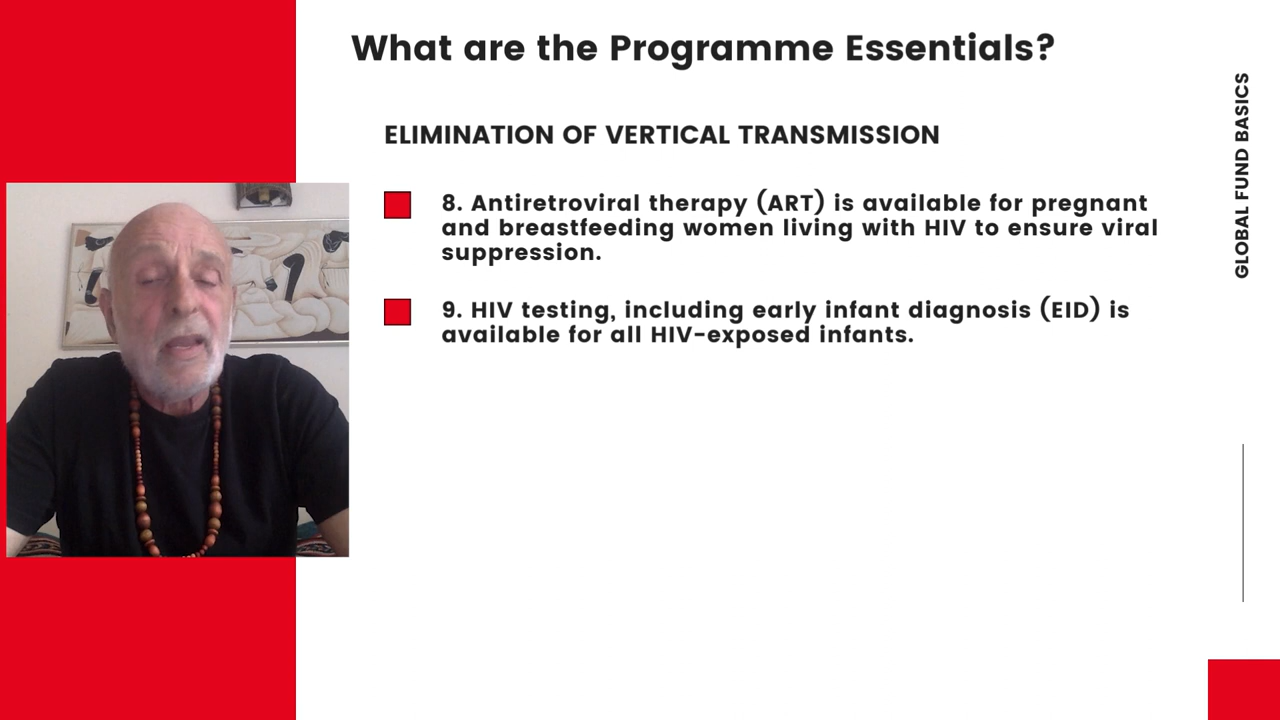 What are the Programme Essentials?
ELIMINATION OF VERTICAL TRANSMISSION
8. Antiretroviral therapy (ART) is available for pregnant
and breastfeeding women living with HIV to ensure viral
suppression.
9. HIV testing, including early infant diagnosis (EID) is
available for all HIV-exposed infants.
GLOBAL FUND BASICS